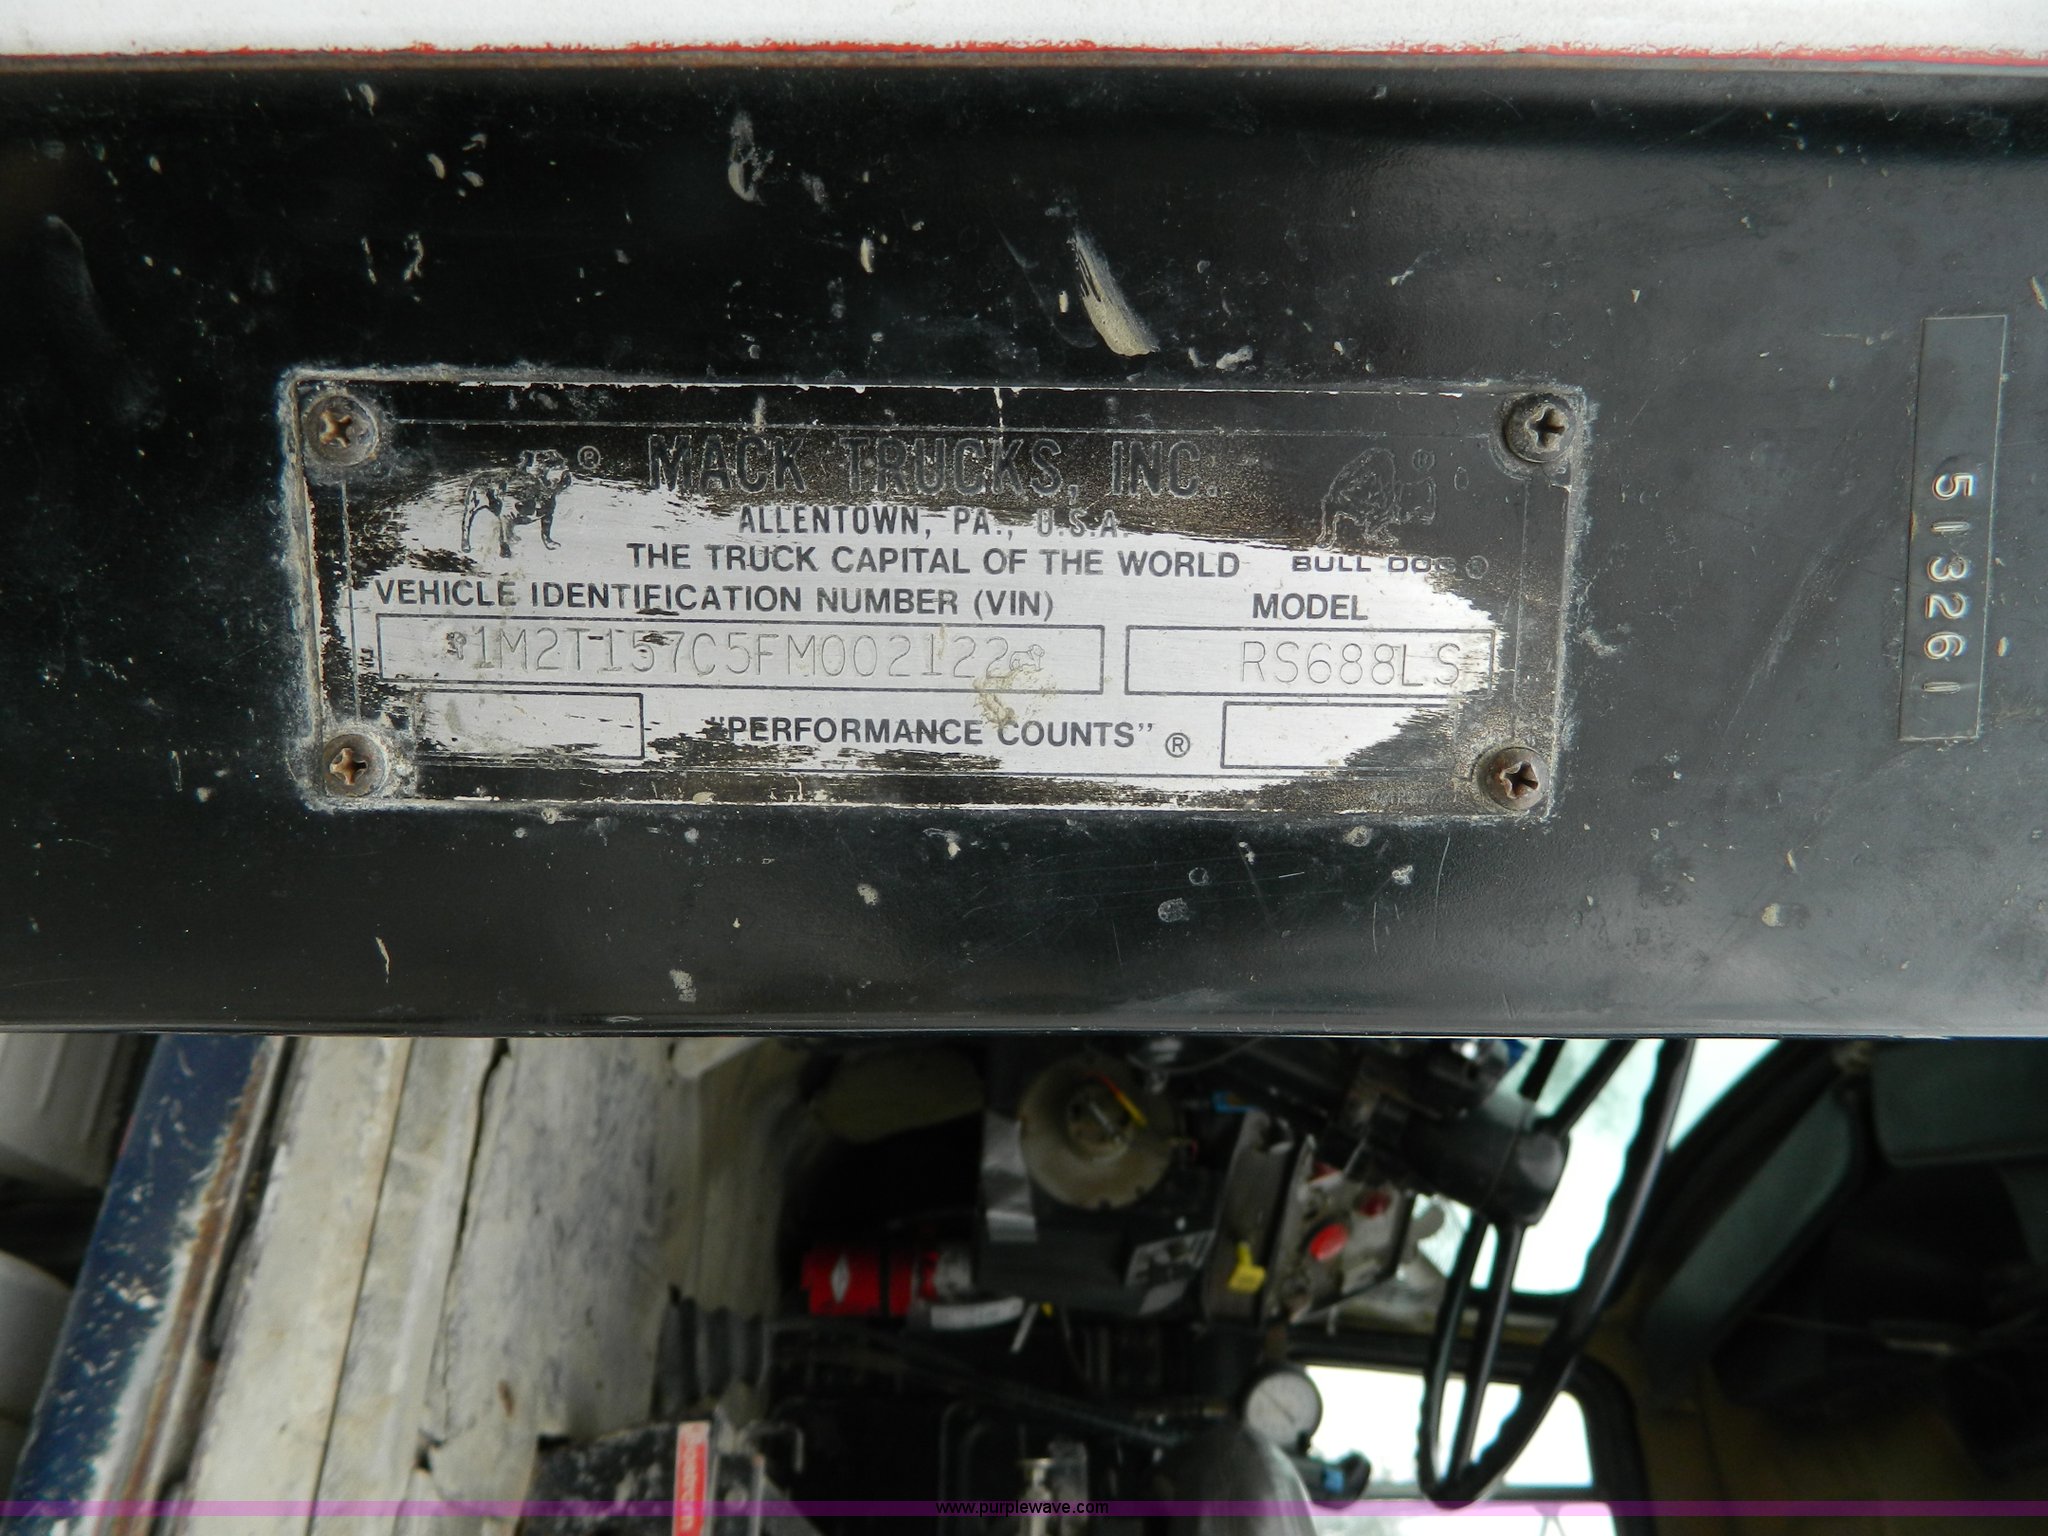 ® MACK TRUCKS, INC. ®
ALLENTOWN, PA., U.S.A.
THE TRUCK CAPITAL OF THE WORLD
BULL DOG ®
VEHICLE IDENTIFICATION NUMBER (VIN)
MODEL
1M2T157C5FM002122
RS688LS
"PERFORMANCE COUNTS" ®
513261
www.purplewave.com